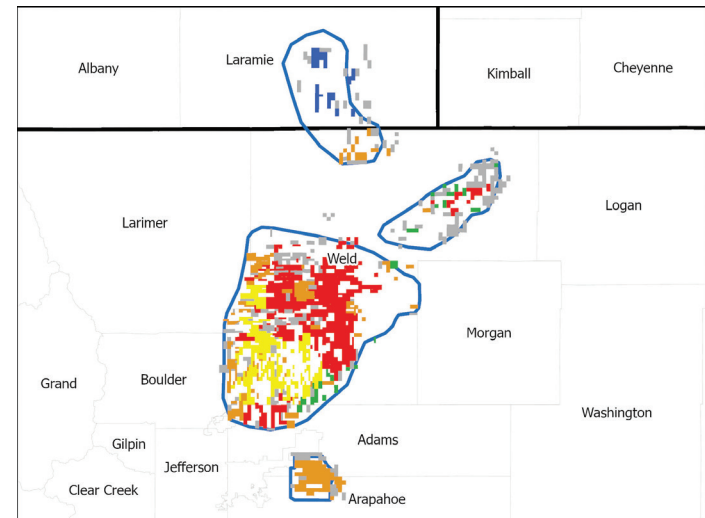 Albany
Laramie
Kimball
Cheyenne
Larimer
Logan
Weld
Morgan
Grand
Boulder
Washington
Gilpin
Adams
Jefferson
Clear Creek
Arapahoe